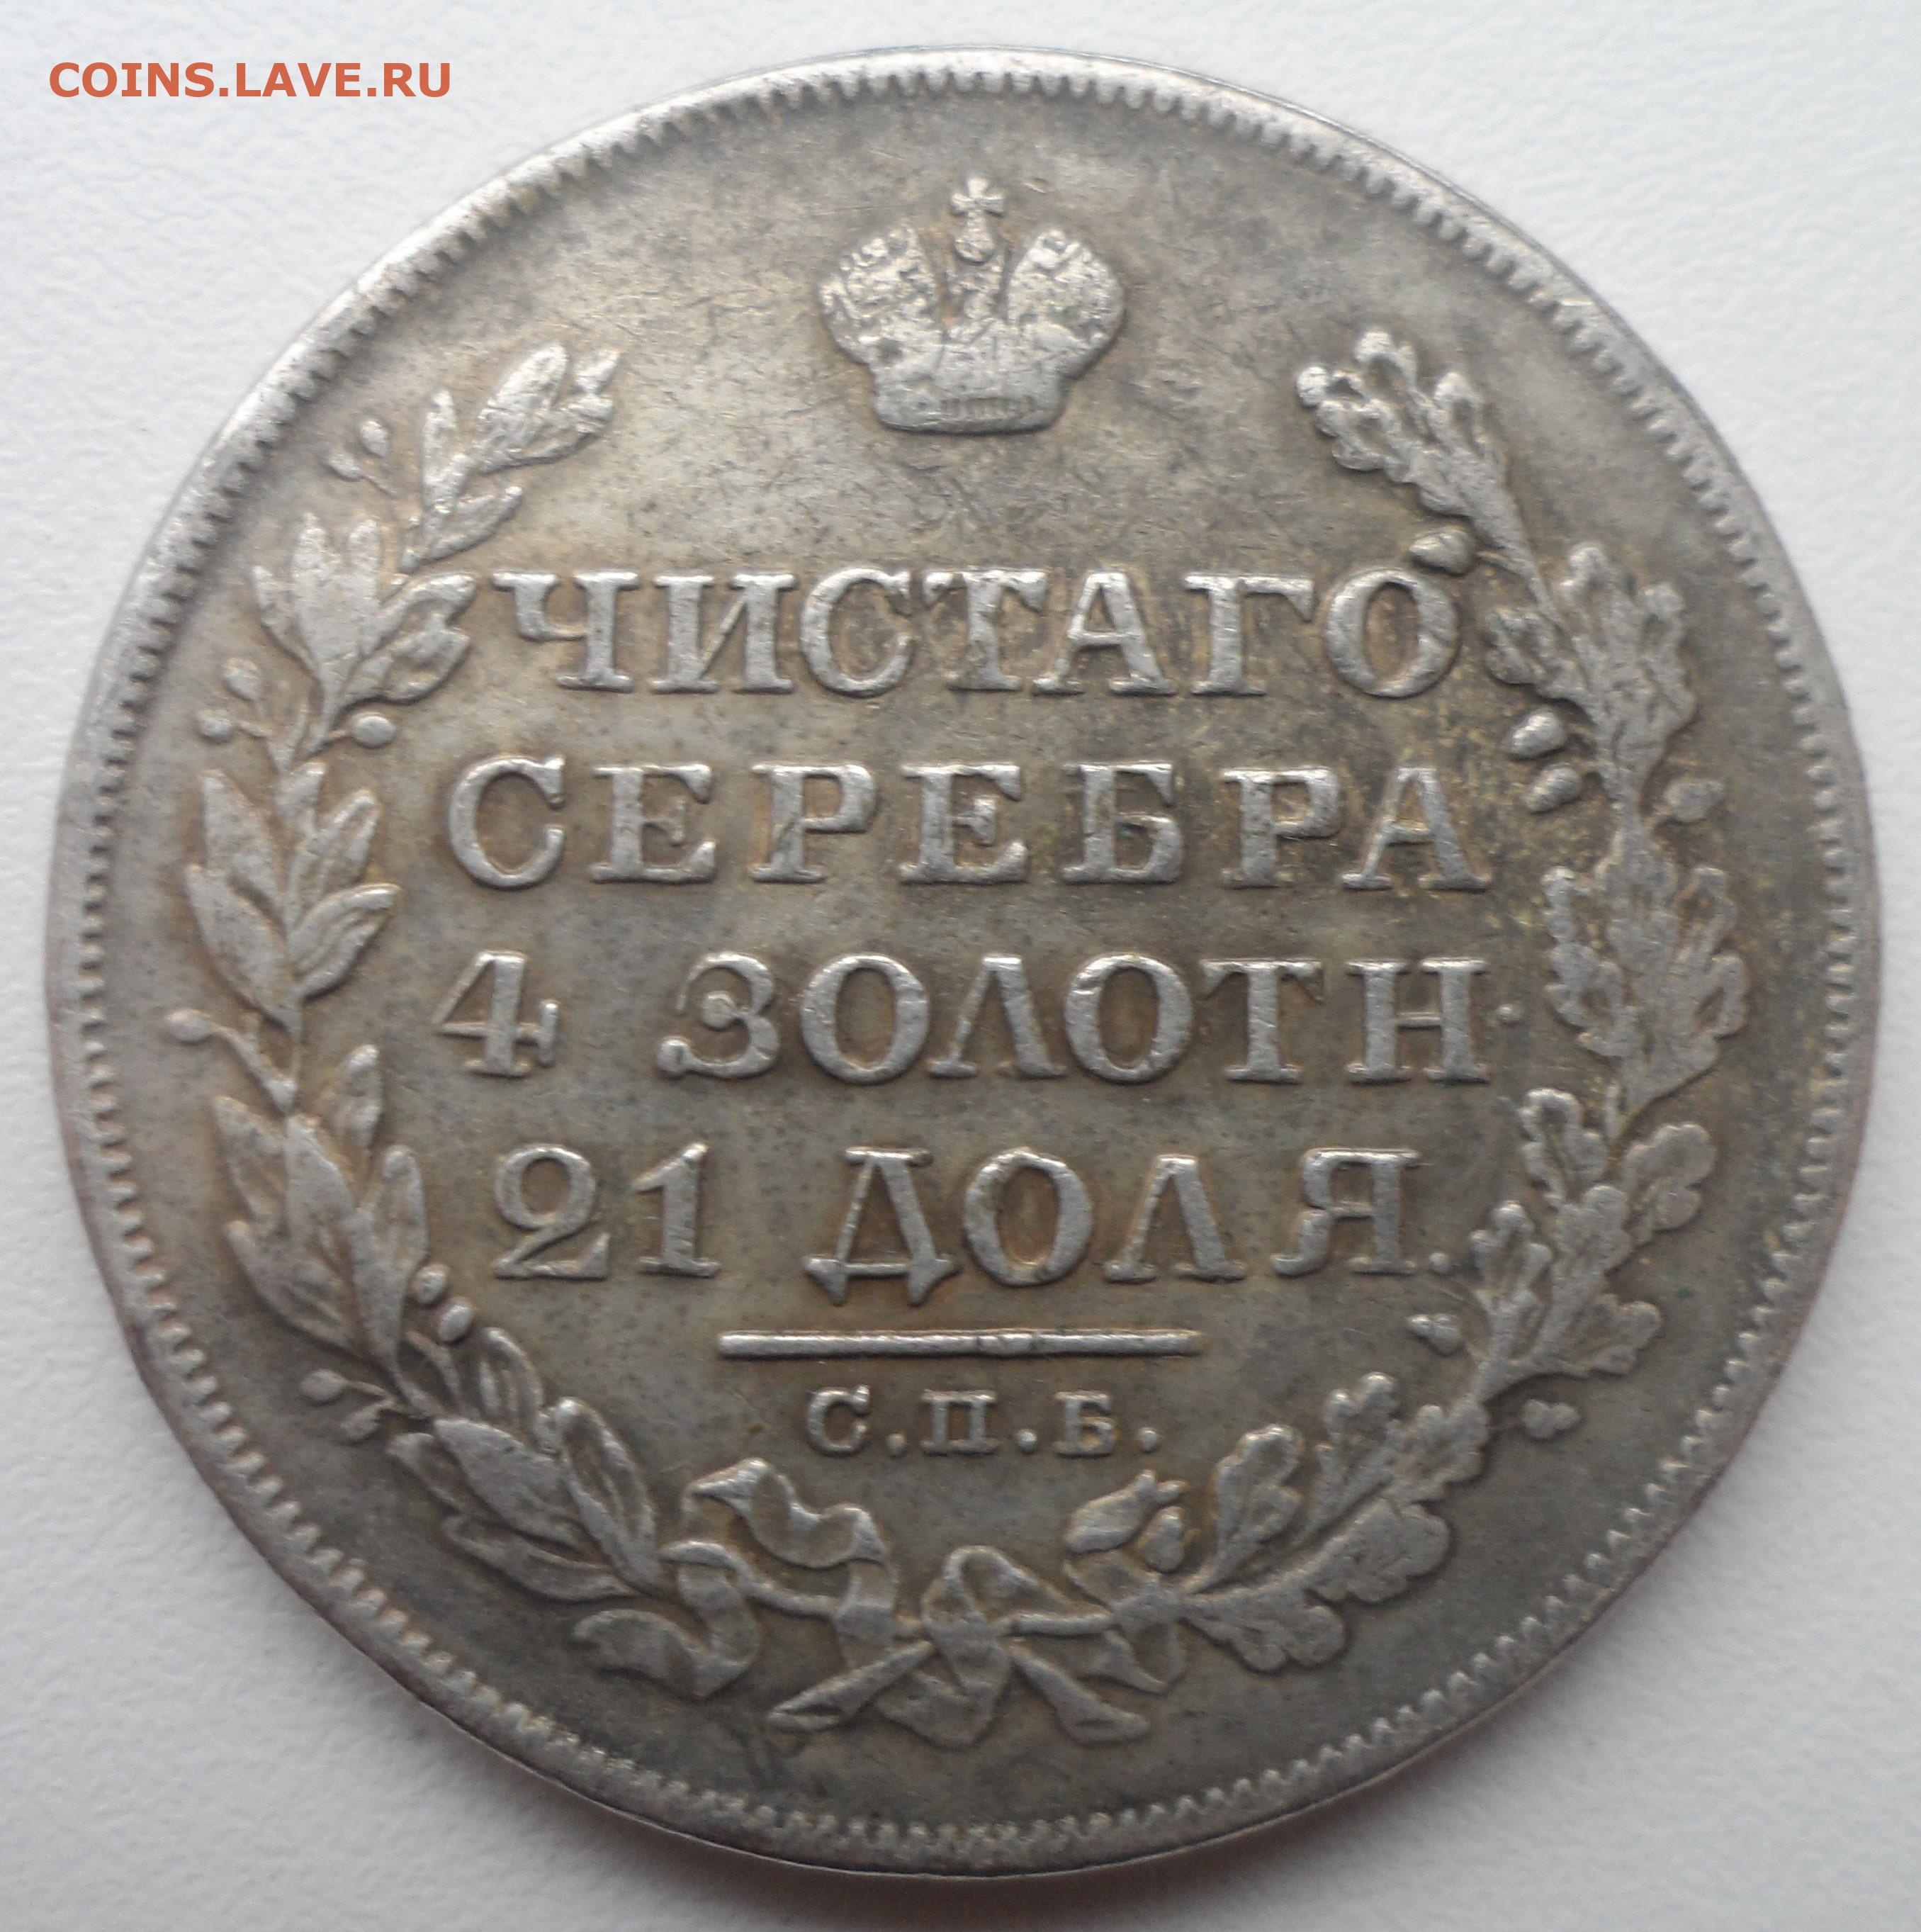 COINS.LAVE.RU
ЧИСТАГО
СЕРЕБРА
4 ЗОЛОТН.
21 ДОЛЯ.
С.П.Б.